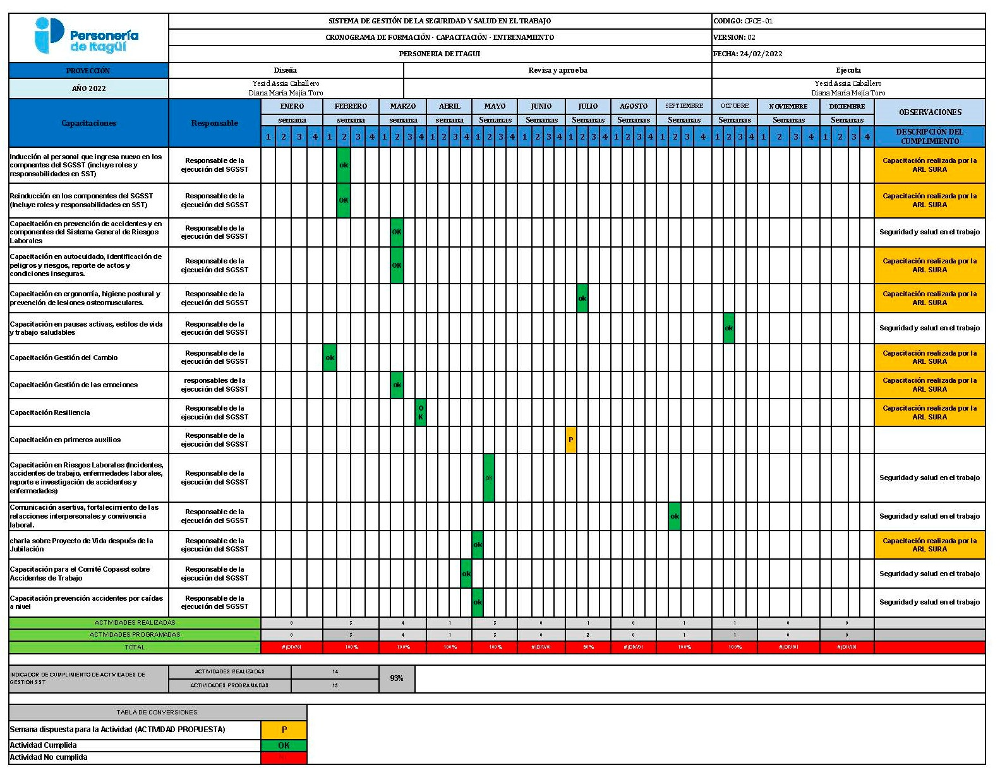 Personería
de Itagüí
SISTEMA DE GESTIÓN DE LA SEGURIDAD Y SALUD EN EL TRABAJO
CODIGO: CFCE-01
CRONOGRAMA DE FORMACIÓN - CAPACITACIÓN - ENTRENAMIENTO
VERSION: 02
PERSONERIA DE ITAGUI
FECHA: 24/02/2022
PROYECCIÓN
Diseña
Revisa y aprueba
Ejecuta
AÑO 2022
Yesid Assia Caballero
Diana María Mejía Toro
Yesid Assia Caballero
Diana María Mejía Toro
Capacitaciones
Responsable
ENERO FEBRERO MARZO ABRIL MAYO JUNIO JULIO AGOSTO SEPTIEMBRE OCTUBRE NOVIEMBRE DICIEMBRE
OBSERVACIONES
semana semana semana semana Semanas Semanas Semanas Semanas Semanas Semanas Semanas Semanas
1 2 3 4 1 2 3 4 1 2 3 4 1 2 3 4 1 2 3 4 1 2 3 4 1 2 3 4 1 2 3 4 1 2 3 4 1 2 3 4 1 2 3 4 1 2 3 4
DESCRIPCIÓN DEL
CUMPLIMIENTO
Inducción al personal que ingresa nuevo en los
compnentes del SGSST (incluye roles y
responsabilidades en SST)
Responsable de la
ejecución del SGSST
ok
Capacitación realizada por la
ARL SURA
Reinducción en los componentes del SGSST
(Incluye roles y responsabilidades en SST)
Responsable de la
ejecución del SGSST
OK
Capacitación realizada por la
ARL SURA
Capacitación en prevención de accidentes y en
componentes del Sistema General de Riesgos
Laborales
Responsable de la
ejecución del SGSST
OK
Seguridad y salud en el trabajo
Capacitación en autocuidado, identificación de
peligros y riesgos, reporte de actos y
condiciones inseguras.
Responsable de la
ejecución del SGSST
OK
Capacitación realizada por la
ARL SURA
Capacitación en ergonomía, higiene postural y
prevención de lesiones osteomusculares.
Responsable de la
ejecución del SGSST
ok
Capacitación realizada por la
ARL SURA
Capacitación en pausas activas, estilos de vida
y trabajo saludables
Responsable de la
ejecución del SGSST
ok
Seguridad y salud en el trabajo
Capacitación Gestión del Cambio
Responsable de la
ejecución del SGSST
ok
Capacitación realizada por la
ARL SURA
Capacitación Gestión de las emociones
responsables de la
ejecución del SGSST
ok
Capacitación realizada por la
ARL SURA
Capacitación Resiliencia
Responsable de la
ejecución del SGSST
O
K
Capacitación realizada por la
ARL SURA
Capacitación en primeros auxilios
Responsable de la
ejecución del SGSST
P
Capacitación en Riesgos Laborales (Incidentes,
accidentes de trabajo, enfermedades laborales,
reporte e investigación de accidentes y
enfermedades)
Responsable de la
ejecución del SGSST
ok
Seguridad y salud en el trabajo
Comunicación asertiva, fortalecimiento de las
relacciones interpersonales y convivencia
laboral.
Responsable de la
ejecución del SGSST
ok
Seguridad y salud en el trabajo
charla sobre Proyecto de Vida después de la
Jubilación
Responsable de la
ejecución del SGSST
ok
Capacitación realizada por la
ARL SURA
Capacitación para el Comité Copasst sobre
Accidentes de Trabajo
Responsable de la
ejecución del SGSST
ok
Seguridad y salud en el trabajo
Capacitación prevención accidentes por caídas
a nivel
Responsable de la
ejecución del SGSST
ok
Seguridad y salud en el trabajo
ACTIVIDADES REALIZADAS 0 3 4 1 3 0 1 0 1 1 0 0
ACTIVIDADES PROGRAMADAS 0 3 4 1 3 0 2 0 1 1 0 0
TOTAL #¡DIV/0! 100% 100% 100% 100% #¡DIV/0! 50% #¡DIV/0! 100% 100% #¡DIV/0! #¡DIV/0!
INDICADOR DE CUMPLIMIENTO DE ACTIVIDADES DE
GESTIÓN SST
ACTIVIDADES REALIZADAS 14
ACTIVIDADES PROGRAMADAS 15
93%
TABLA DE CONVERSIONES.
Semana dispuesta para la Actividad (ACTIVIDAD PROPUESTA) P
Actividad Cumplida OK
Actividad No cumplida